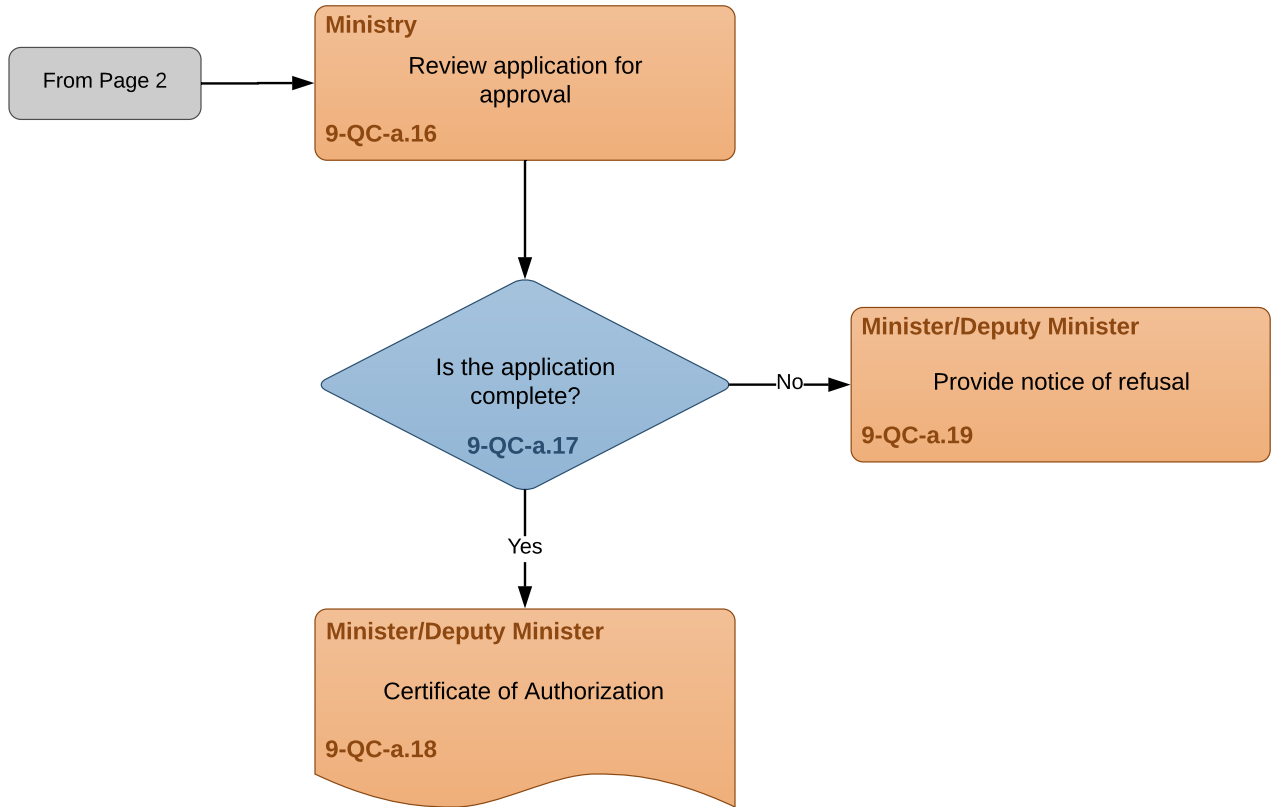 Ministry
From Page 2
Review application for
approval
9-QC-a.16
Is the application
complete?
9-QC-a.17
No
Minister/Deputy Minister
Provide notice of refusal
9-QC-a.19
Yes
Minister/Deputy Minister
Certificate of Authorization
9-QC-a.18